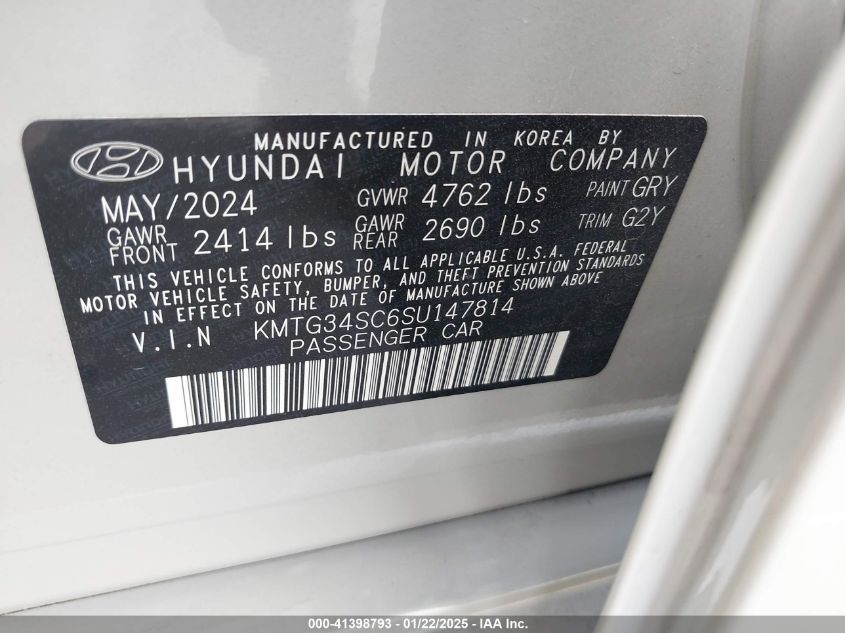 MANUFACTURED IN KOREA BY
HYUNDAI MOTOR COMPANY
MAY/2024 GVWR 4762 lbs PAINT GRY
GAWR FRONT 2414 lbs GAWR REAR 2690 lbs TRIM G2Y
THIS VEHICLE CONFORMS TO ALL APPLICABLE U.S.A. FEDERAL
MOTOR VEHICLE SAFETY, BUMPER, AND THEFT PREVENTION STANDARDS
IN EFFECT ON THE DATE OF MANUFACTURE SHOWN ABOVE
V.I.N KMTG34SC6SU147814
PASSENGER CAR
000-41398793 - 01/22/2025 - IAA Inc.